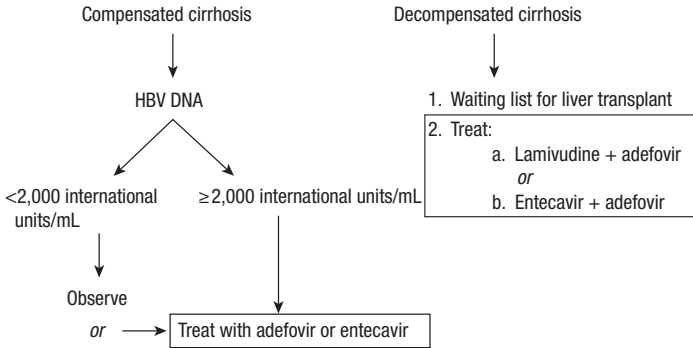 Compensated cirrhosis
HBV DNA
<2,000 international
units/mL
≥2,000 international units/mL
Observe
or
Treat with adefovir or entecavir
Decompensated cirrhosis
1. Waiting list for liver transplant
2. Treat:
a. Lamivudine + adefovir
or
b. Entecavir + adefovir